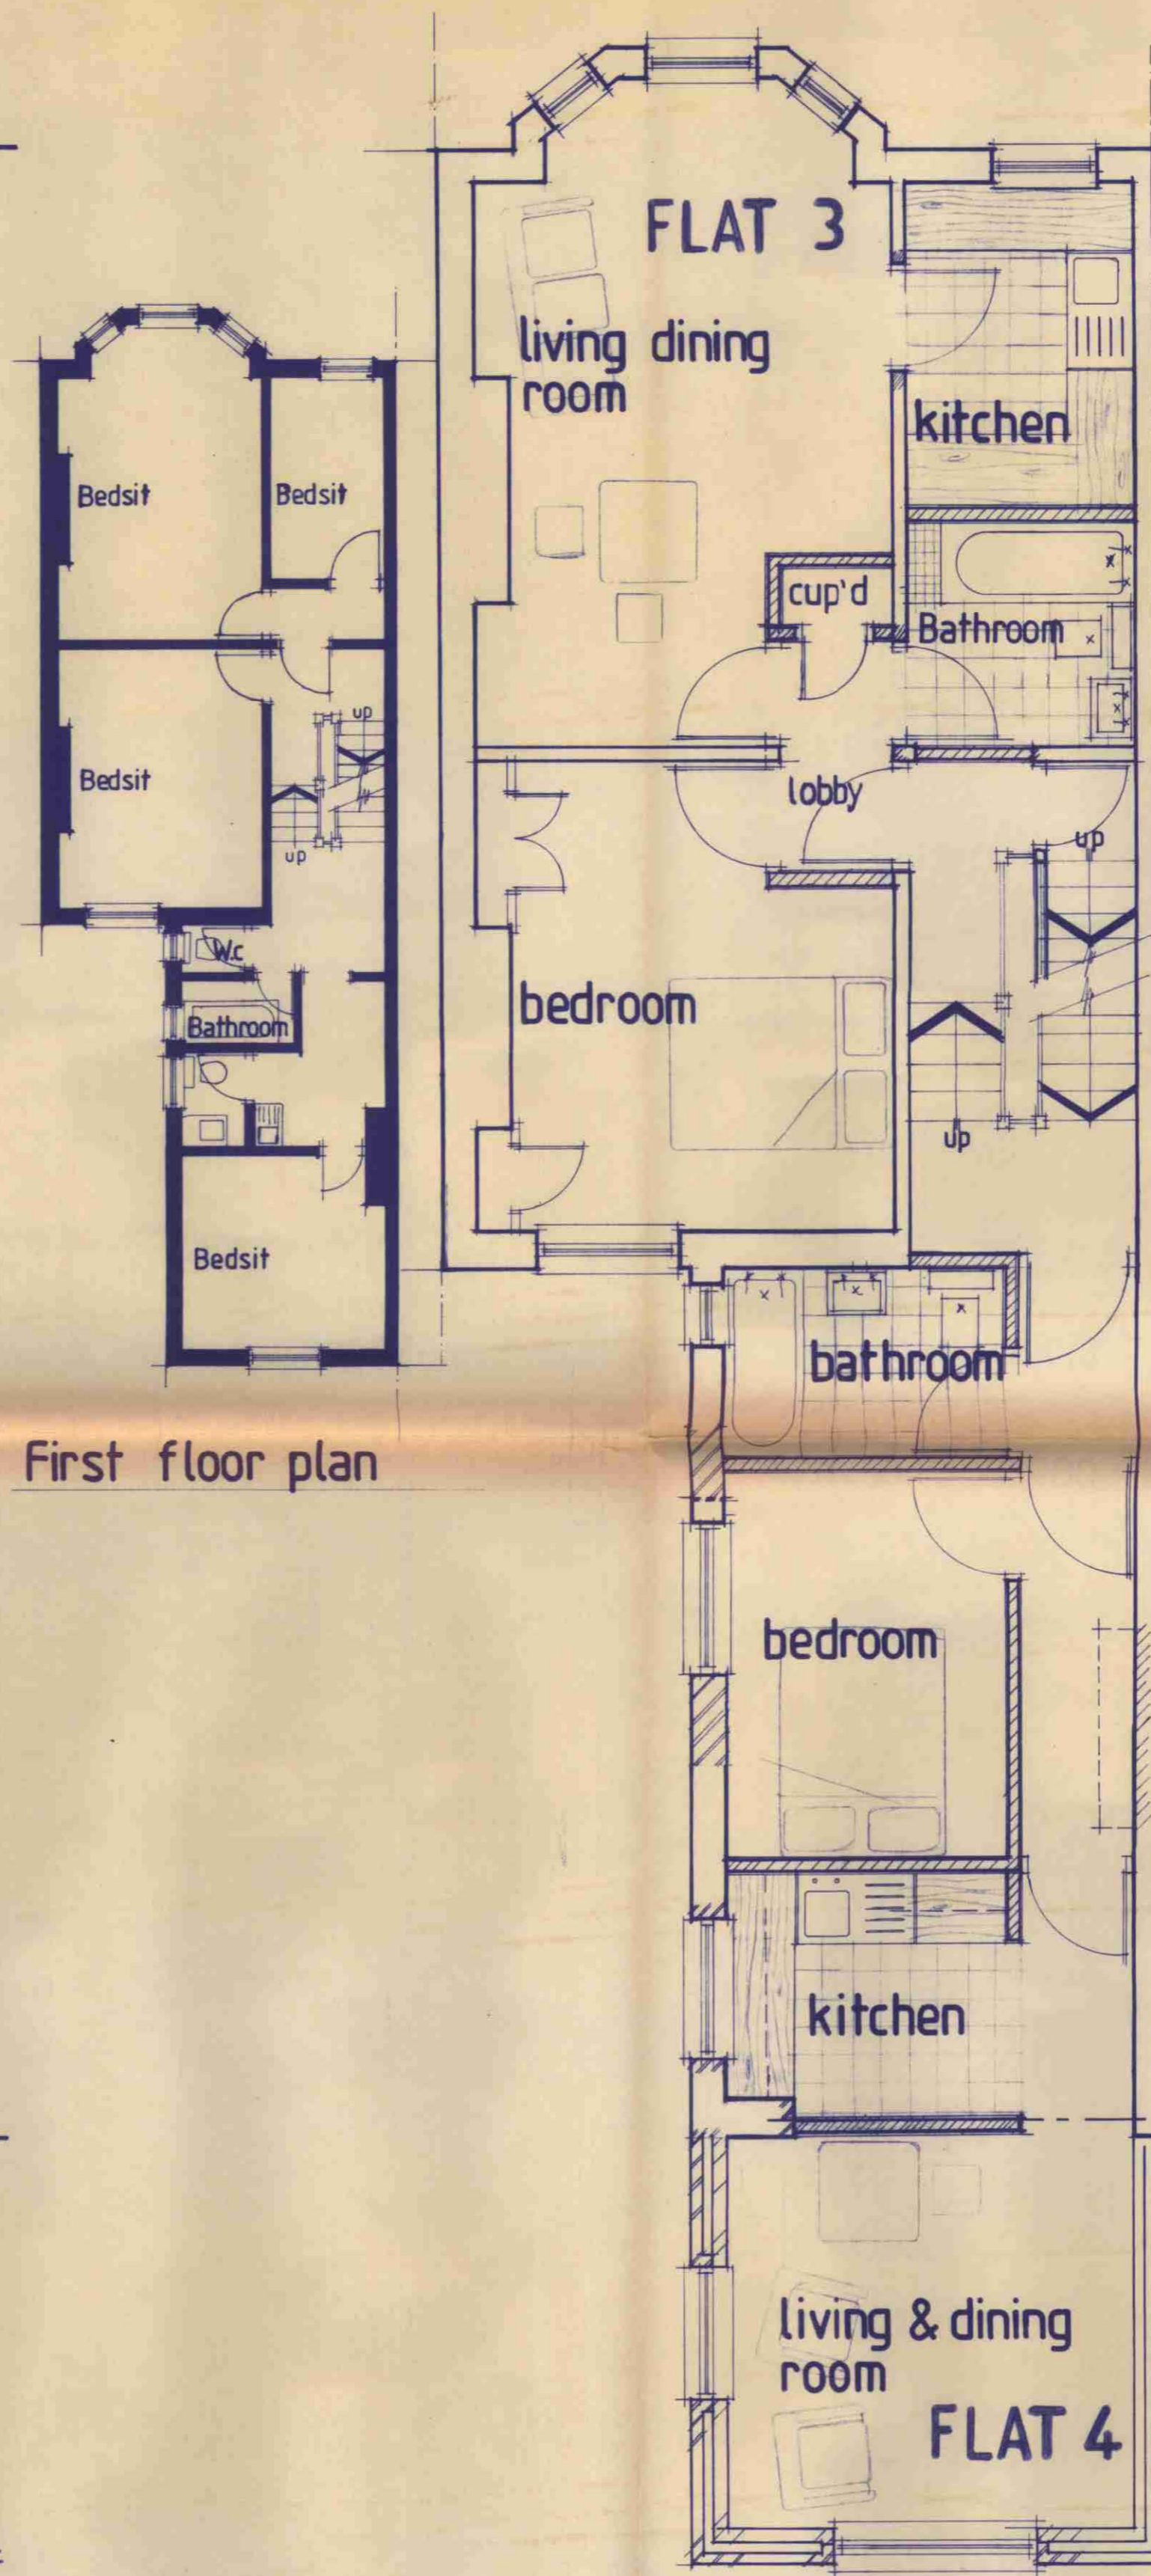 Bedsit
Bedsit
Bedsit
up
up
W.c
Bathroom
Bedsit
First floor plan
FLAT 3
living dining
room
kitchen
cup'd
Bathroom
lobby
up
bedroom
up
bathroom
bedroom
kitchen
living & dining
room
FLAT 4